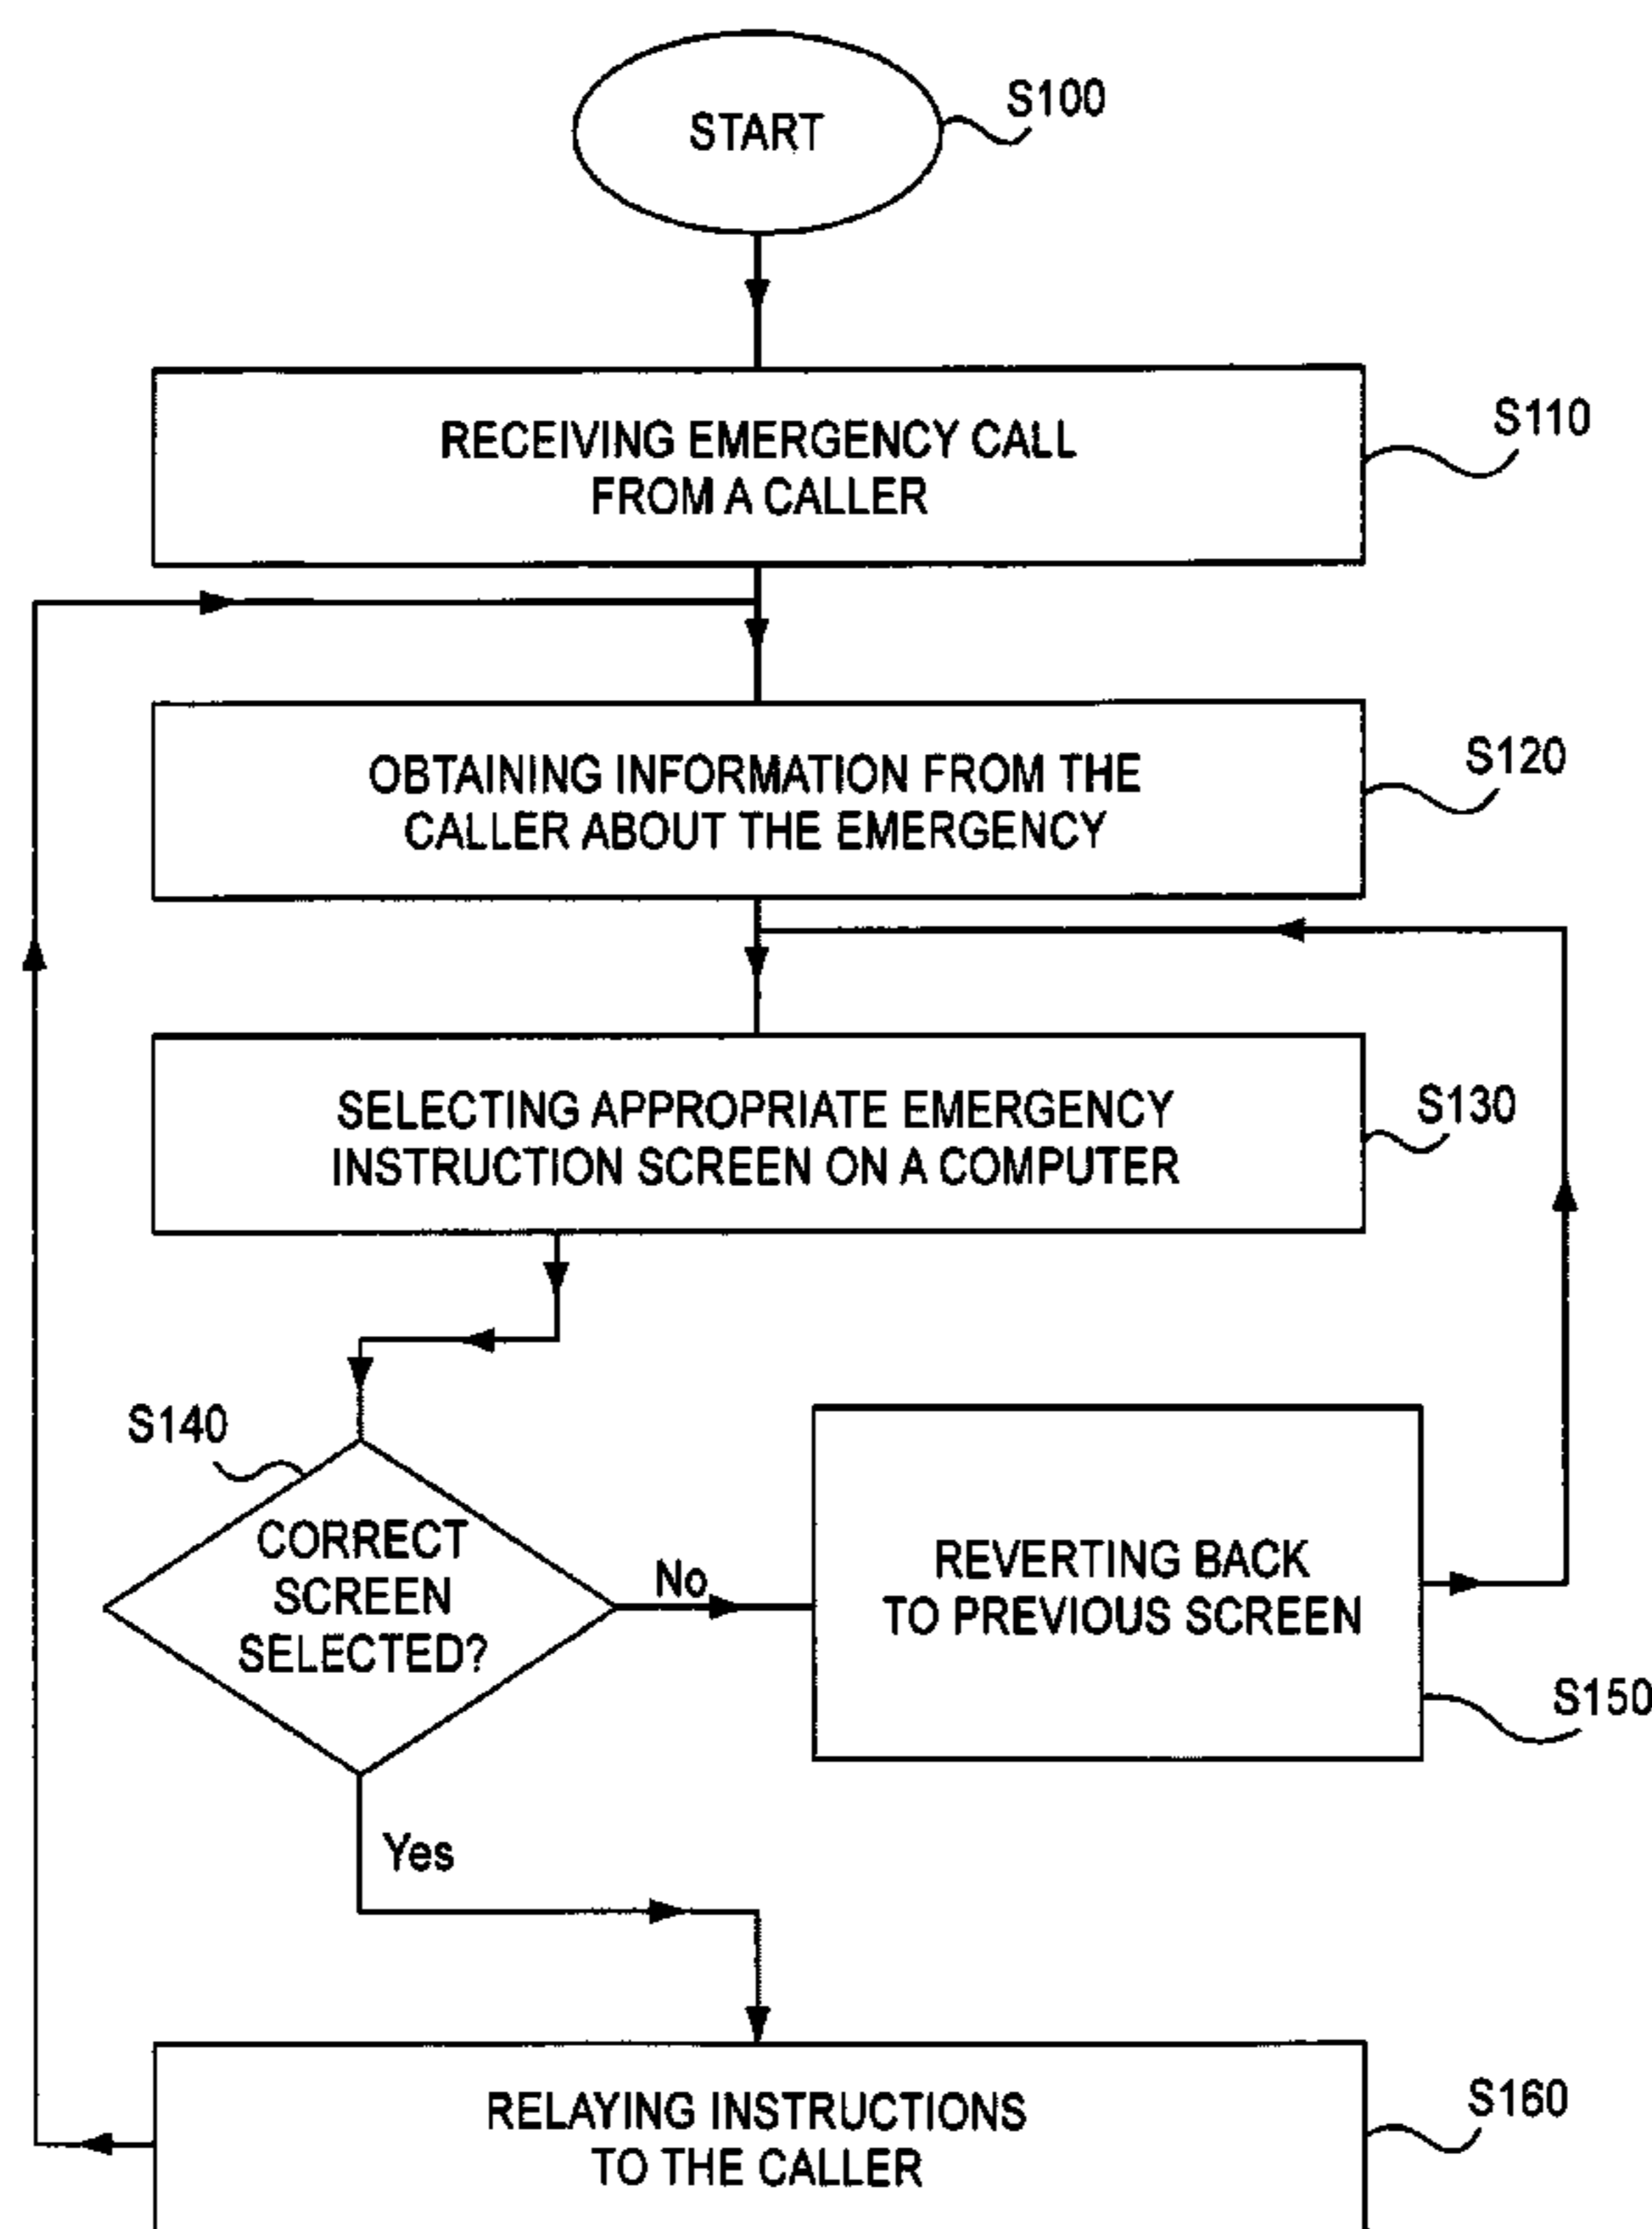 START
S100
RECEIVING EMERGENCY CALL
FROM A CALLER
S110
OBTAINING INFORMATION FROM THE
CALLER ABOUT THE EMERGENCY
S120
SELECTING APPROPRIATE EMERGENCY
INSTRUCTION SCREEN ON A COMPUTER
S130
S140
CORRECT
SCREEN
SELECTED?
No
REVERTING BACK
TO PREVIOUS SCREEN
S150
Yes
RELAYING INSTRUCTIONS
TO THE CALLER
S160